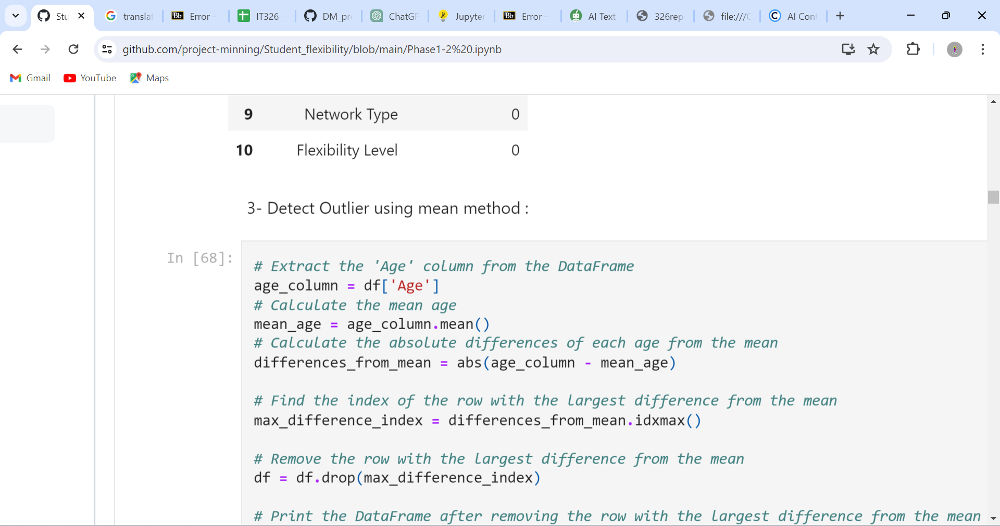 Stu
transla
Bb Error –
IT326 -
DM_pr
ChatGP
Jupyter
Bb Error –
AI Text
326rep
file:///C
AI Cont
github.com/project-minning/Student_flexibility/blob/main/Phase1-2%20.ipynb
Gmail YouTube Maps
9 Network Type 0
10 Flexibility Level 0
3- Detect Outlier using mean method :
In [68]:
# Extract the 'Age' column from the DataFrame
age_column = df['Age']
# Calculate the mean age
mean_age = age_column.mean()
# Calculate the absolute differences of each age from the mean
differences_from_mean = abs(age_column - mean_age)
# Find the index of the row with the largest difference from the mean
max_difference_index = differences_from_mean.idxmax()
# Remove the row with the largest difference from the mean
df = df.drop(max_difference_index)
# Print the DataFrame after removing the row with the largest difference from the mean